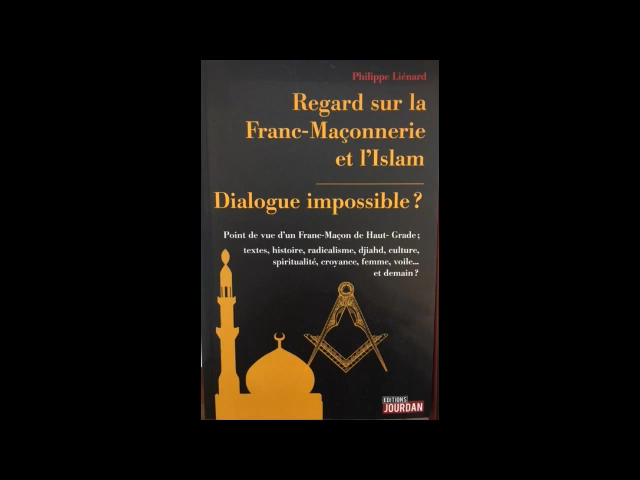 Philippe Liénard
Regard sur la
Franc-Maçonnerie
et l'Islam
Dialogue impossible ?
Point de vue d'un Franc-Maçon de Haut- Grade ;
textes, histoire, radicalisme, djiahd, culture,
spiritualité, croyance, femme, voile...
et demain ?
EDITIONS
JOURDAN